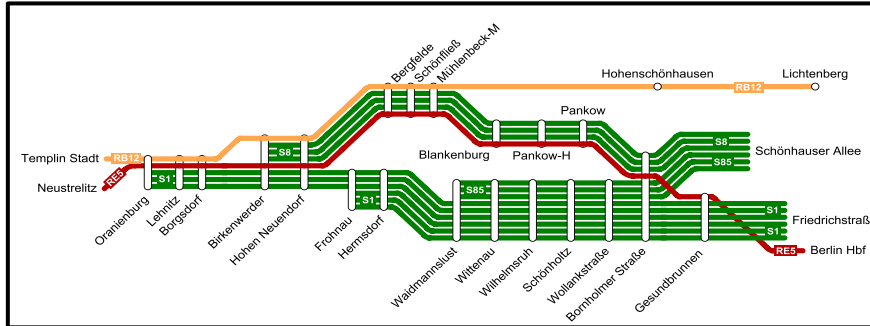 Bergfelde
Schönfließ
Mühlenbeck-M
Hohenschönhausen
Lichtenberg
RB12
Pankow
S8
Schönhauser Allee
S85
Blankenburg
Pankow-H
S8
Templin Stadt
RB12
Neustrelitz
RE5
S1
Oranienburg
Lehnitz
Borgsdorf
Birkenwerder
Hohen Neuendorf
S1
Frohnau
Hermsdorf
S85
S1
Friedrichstraß
S1
RE5
Berlin Hbf
Waidmannslust
Wittenau
Wilhelmsruh
Schönholtz
Wollankstraße
Bornholmer Straße
Gesundbrunnen